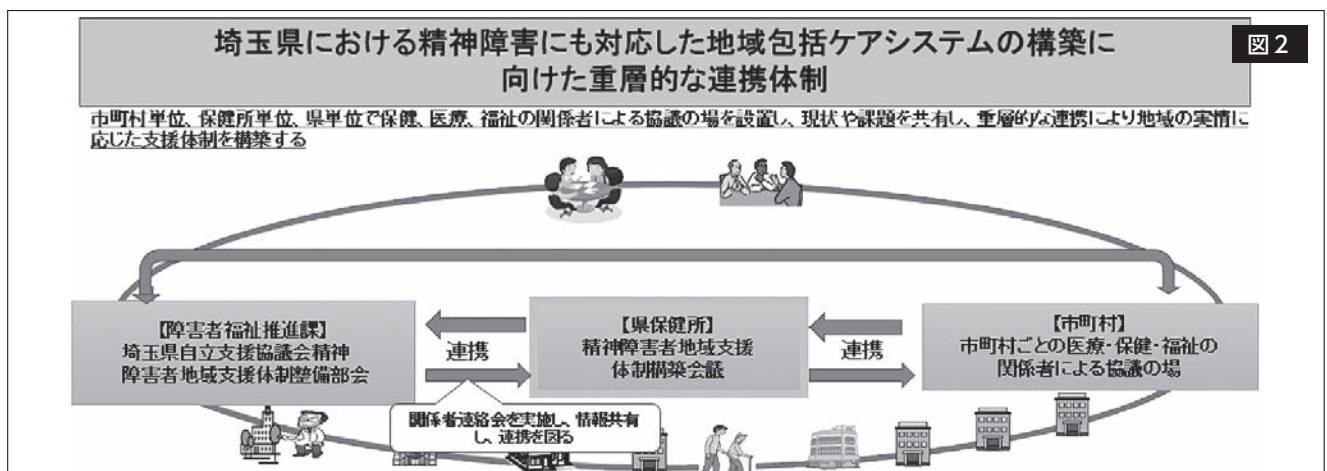 図2
埼玉県における精神障害にも対応した地域包括ケアシステムの構築に
向けた重層的な連携体制
市町村単位、保健所単位、県単位で保健、医療、福祉の関係者による協議の場を設置し、現状や課題を共有し、重層的な連携により地域の実情に
応じた支援体制を構築する
【障害者福祉推進課】
埼玉県自立支援協議会精神
障害者地域支援体制整備部会
連携
【県保健所】
精神障害者地域支援
体制構築会議
連携
【市町村】
市町村ごとの医療・保健・福祉の
関係者による協議の場
関係者連絡会を実施し、情報共有
し、連携を図る